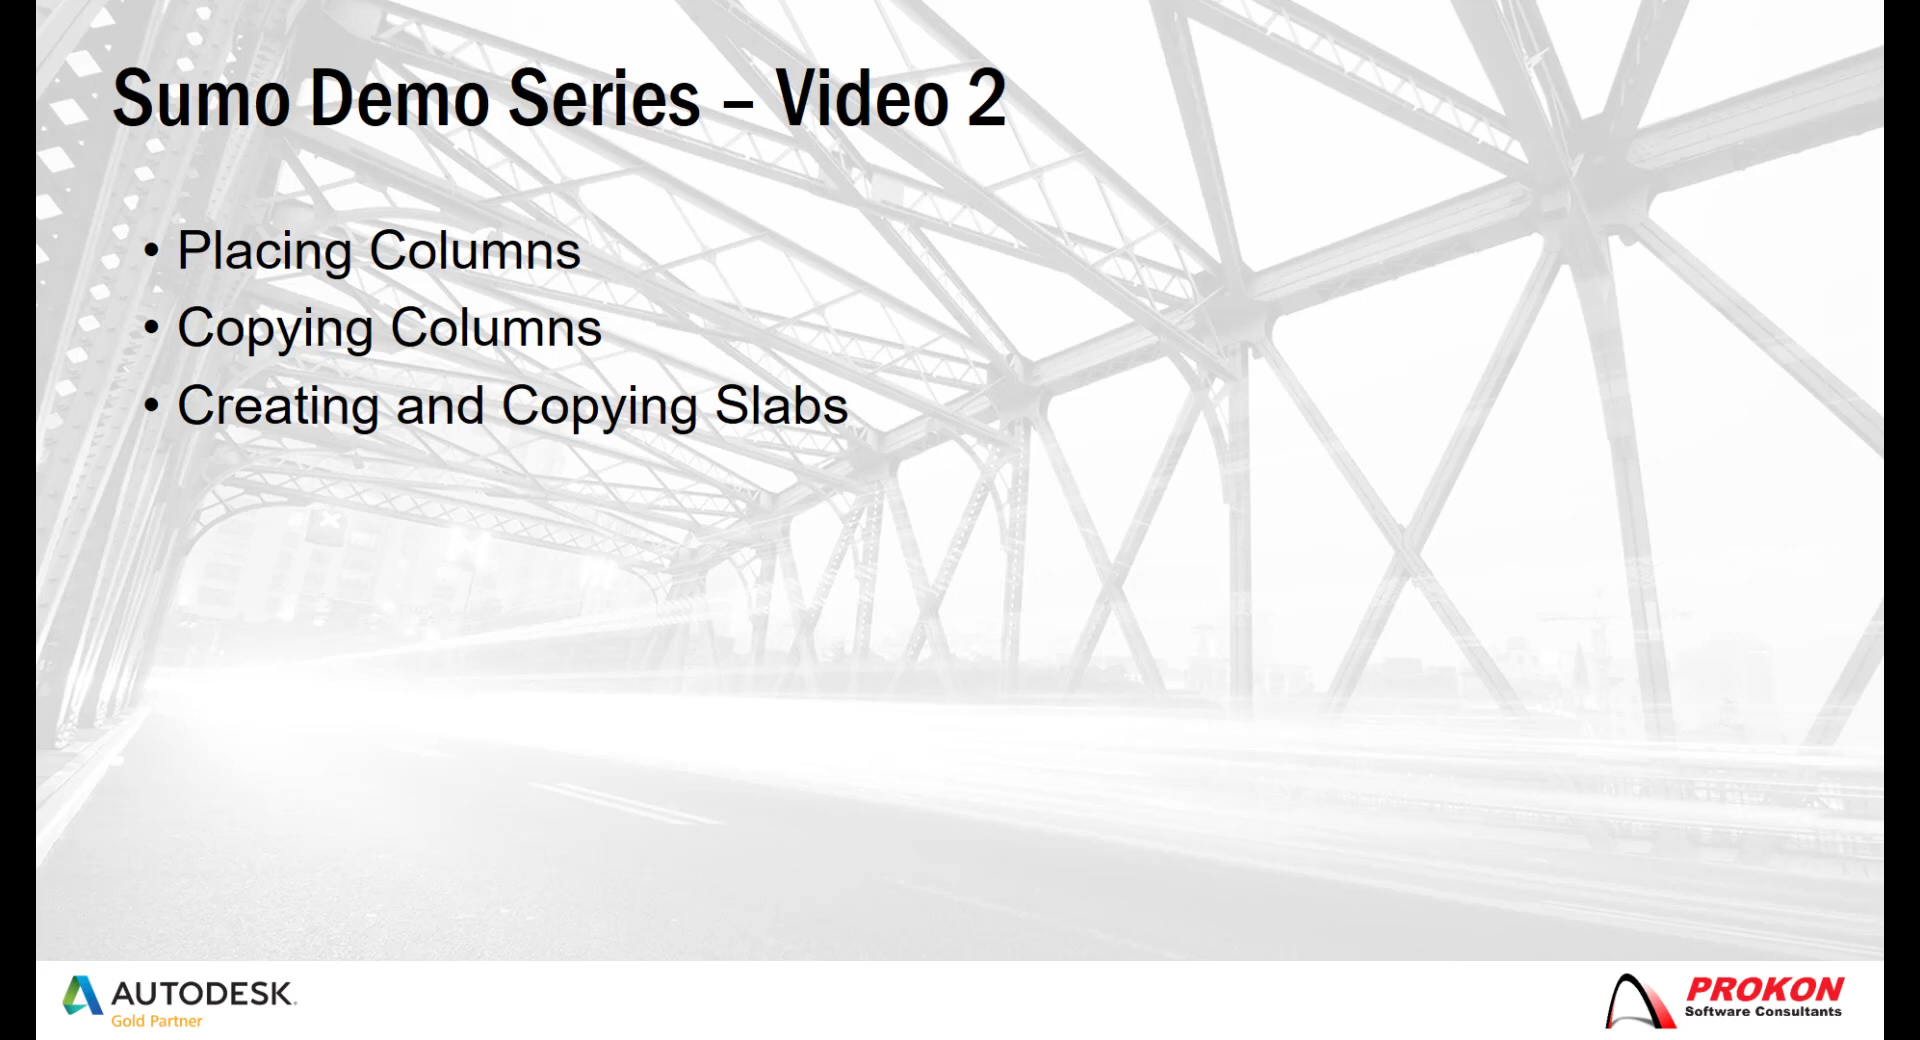 Sumo Demo Series – Video 2
• Placing Columns
• Copying Columns
• Creating and Copying Slabs
AUTODESK.
Gold Partner
PROKON
Software Consultants